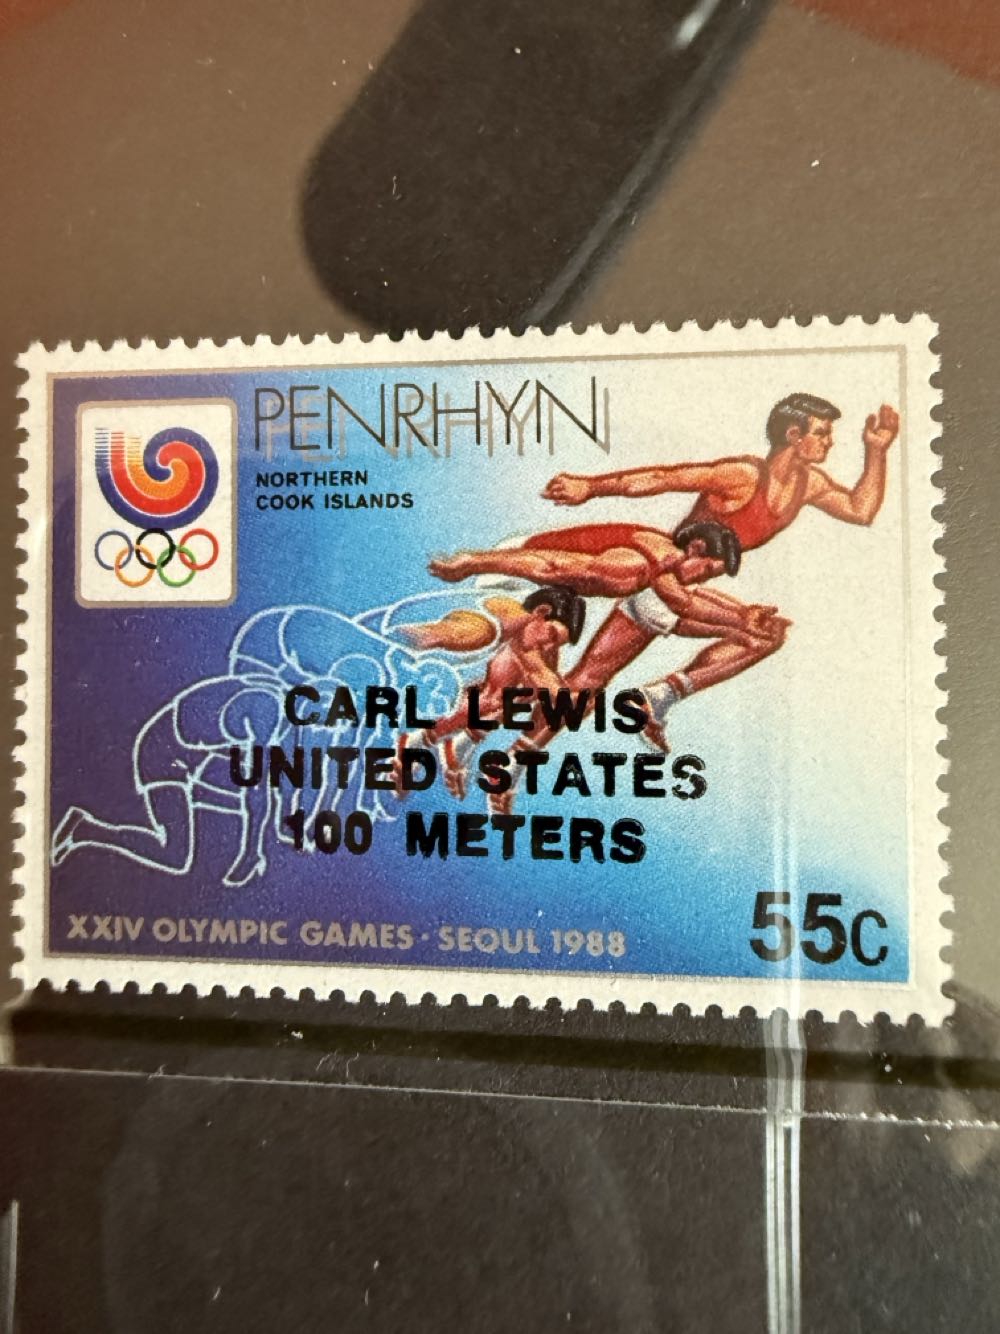 PENRHYN
NORTHERN
COOK ISLANDS
CARL LEWIS
UNITED STATES
100 METERS
XXIV OLYMPIC GAMES · SEOUL 1988
55c